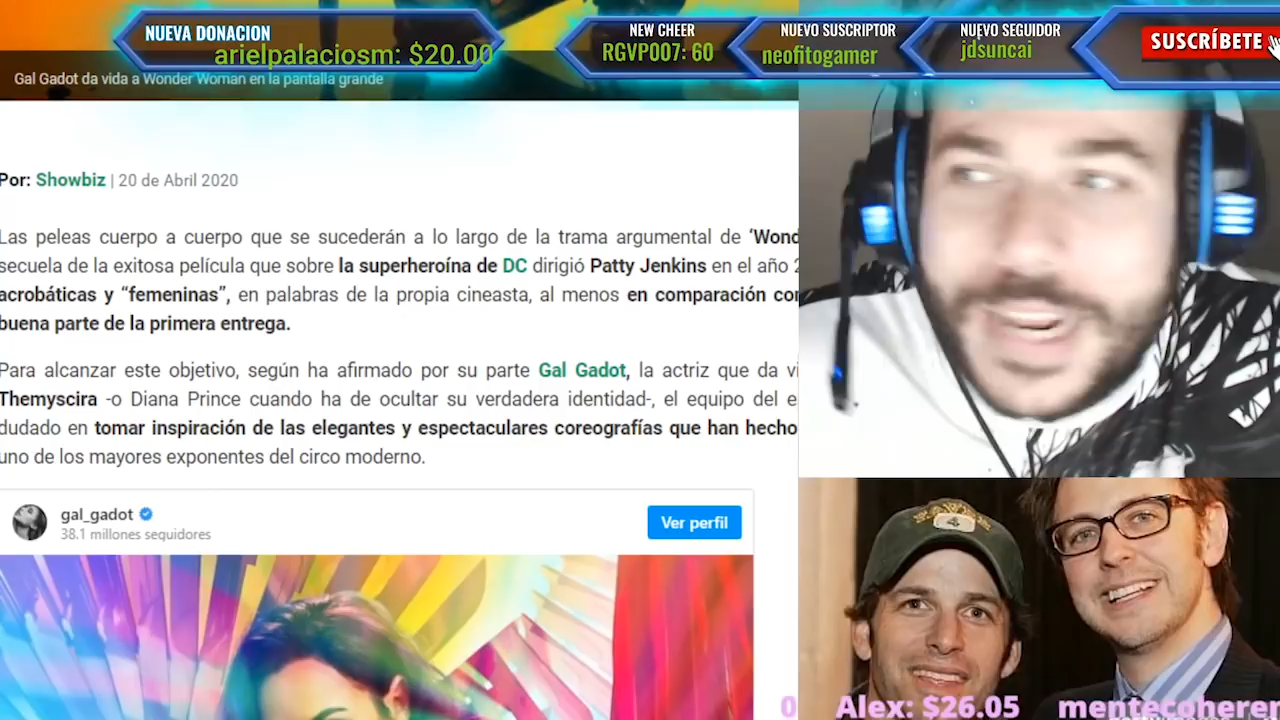 NUEVA DONACION
arielpalaciosm: $20.00
NEW CHEER
RGVP007: 60
NUEVO SUSCRIPTOR
neofitogamer
NUEVO SEGUIDOR
jdsuncai
SUSCRÍBETE
Gal Gadot da vida a Wonder Woman en la pantalla grande
Por: Showbiz | 20 de Abril 2020
Las peleas cuerpo a cuerpo que se sucederán a lo largo de la trama argumental de ‘Wond
secuela de la exitosa película que sobre la superheroína de DC dirigió Patty Jenkins en el año 2
acrobáticas y “femeninas”, en palabras de la propia cineasta, al menos en comparación con
buena parte de la primera entrega.
Para alcanzar este objetivo, según ha afirmado por su parte Gal Gadot, la actriz que da vi
Themyscira -o Diana Prince cuando ha de ocultar su verdadera identidad-, el equipo del e
dudado en tomar inspiración de las elegantes y espectaculares coreografías que han hecho
uno de los mayores exponentes del circo moderno.
gal_gadot
38.1 millones seguidores
Ver perfil
4
0
Alex: $26.05
mentecoheren